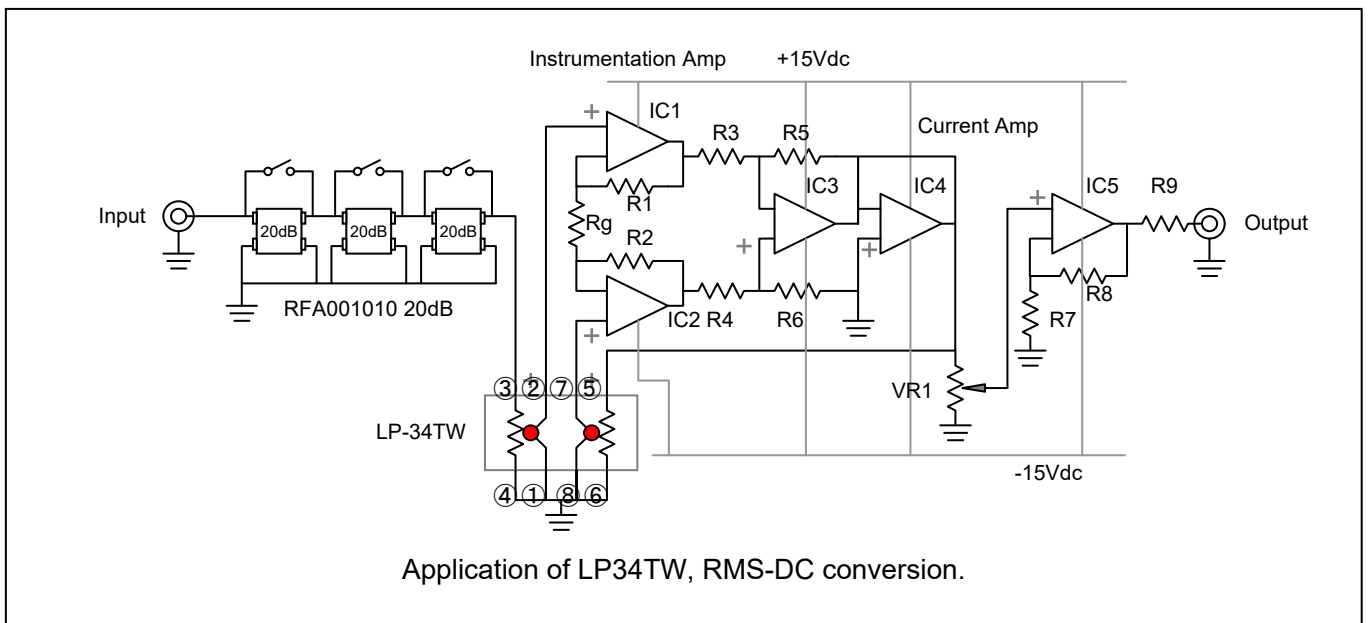 Instrumentation Amp +15Vdc
+ IC1
Current Amp
R3 R5
IC3 IC4 + IC5 R9
R1
Input 20dB 20dB 20dB Rg R2 + + Output
RFA001010 20dB
IC2 R4 R6 R7 R8
+
③ ② ⑦ ⑤ VR1
+ +
LP-34TW
-15Vdc
④ ① ⑧ ⑥
Application of LP34TW, RMS-DC conversion.